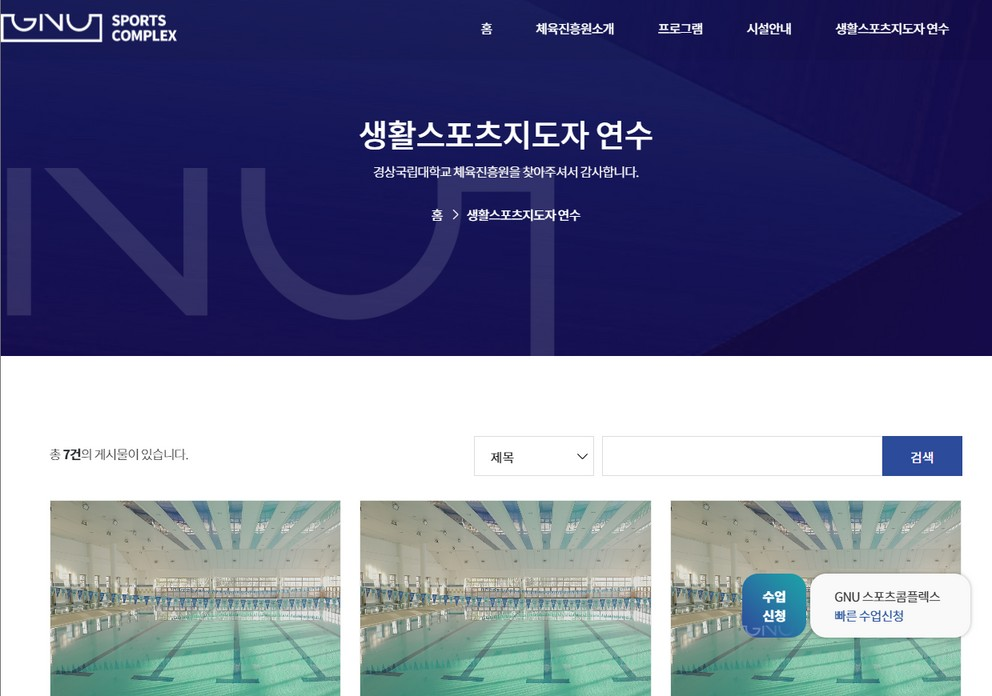 GNU SPORTS COMPLEX
홈 체육진흥원소개 프로그램 시설안내 생활스포츠지도자 연수
생활스포츠지도자 연수
경상국립대학교 체육진흥원을 찾아주셔서 감사합니다.
홈 > 생활스포츠지도자 연수
NU
총 7건의 게시물이 있습니다.
제목
검색
수업
신청
GNU
GNU 스포츠콤플렉스
빠른 수업신청